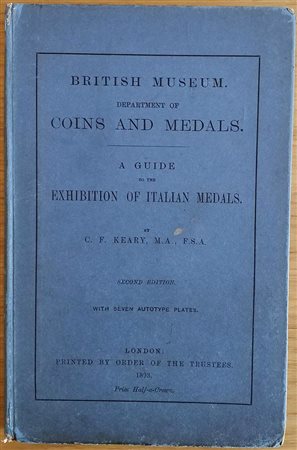 BRITISH MUSEUM.
DEPARTMENT OF
COINS AND MEDALS.
A GUIDE
TO THE
EXHIBITION OF ITALIAN MEDALS.
BY
C. F. KEARY, M.A., F.S.A.
SECOND EDITION.
WITH SEVEN AUTOTYPE PLATES.
LONDON:
PRINTED BY ORDER OF THE TRUSTEES.
Price Half-a-Crown.